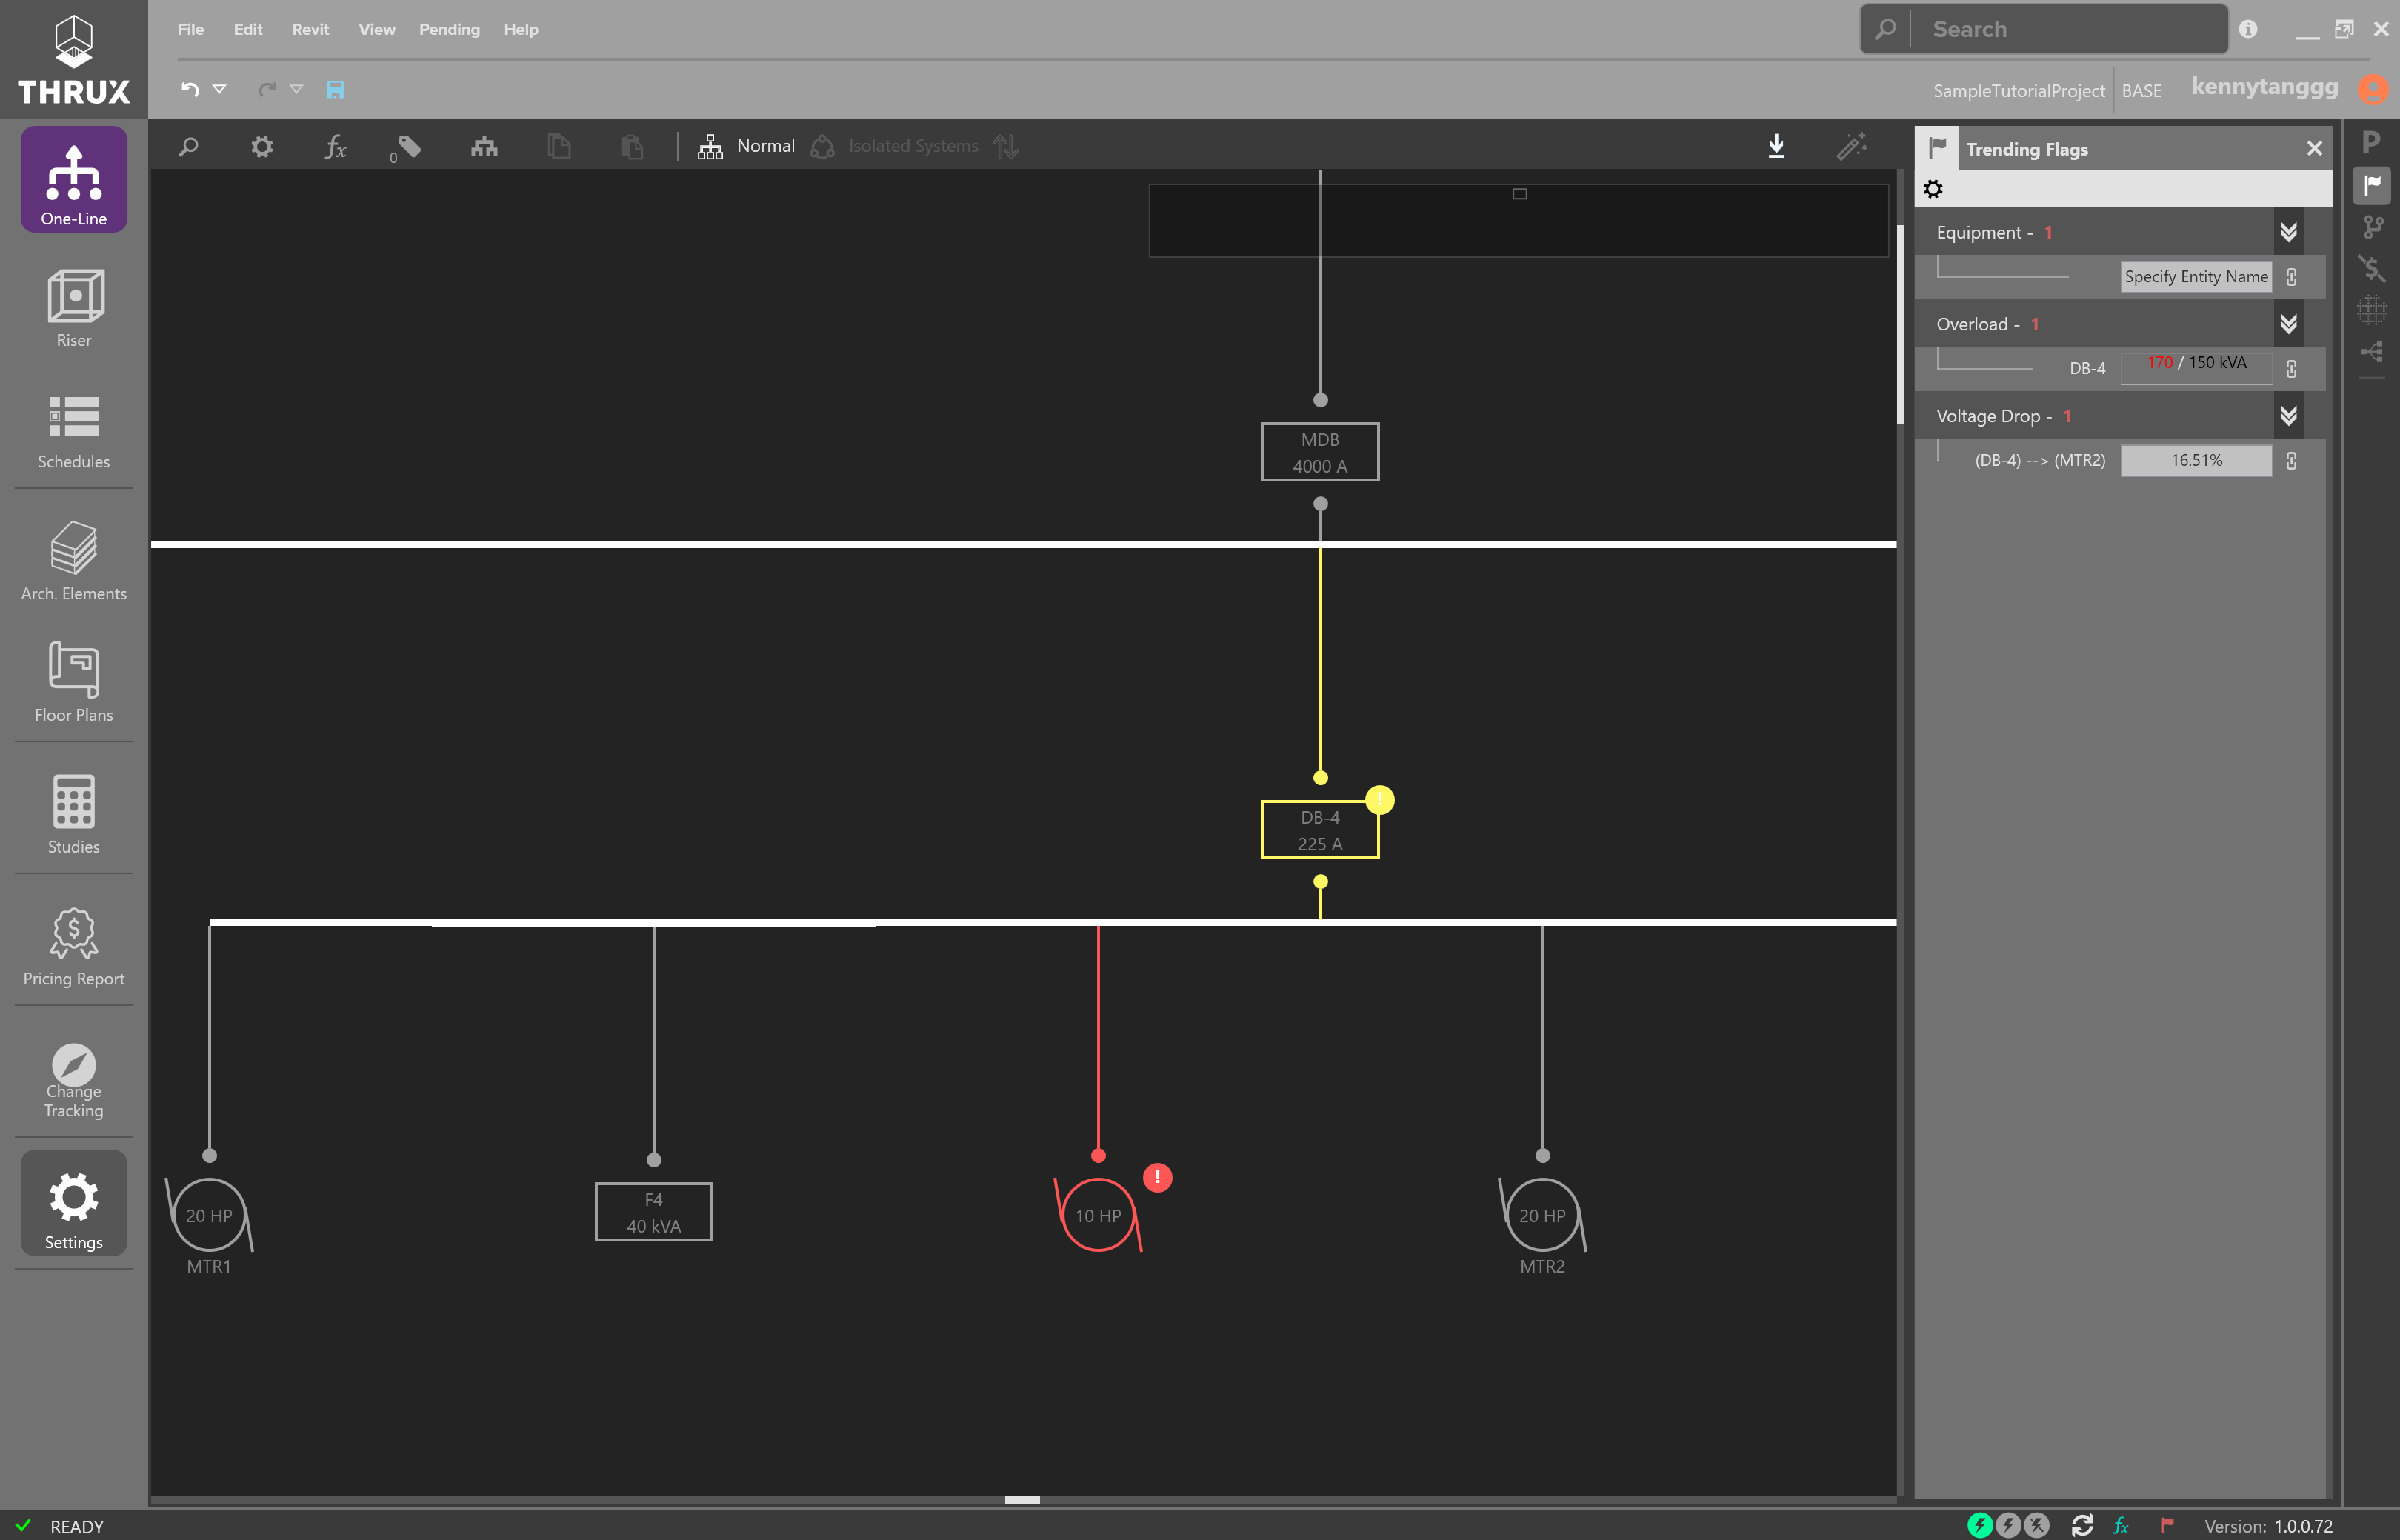 THRUX
File Edit Revit View Pending Help
Search
SampleTutorialProject BASE kennytanggg
One-Line
Riser
Schedules
Arch. Elements
Floor Plans
Studies
Pricing Report
Change
Tracking
Settings
fx 0 Normal Isolated Systems
MDB
4000 A
DB-4
225 A
!
20 HP
MTR1
F4
40 kVA
10 HP
!
20 HP
MTR2
Trending Flags
Equipment - 1
Specify Entity Name
Overload - 1
DB-4 170 / 150 kVA
Voltage Drop - 1
(DB-4) --> (MTR2) 16.51%
P
READY
fx Version: 1.0.0.72